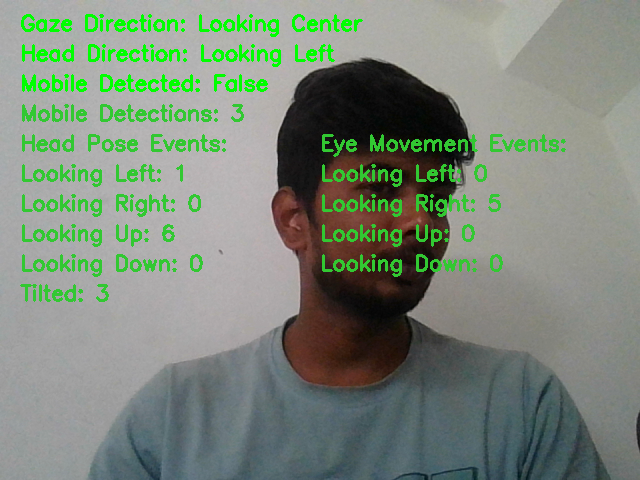 Gaze Direction: Looking Center
Head Direction: Looking Left
Mobile Detected: False
Mobile Detections: 3
Head Pose Events:
Looking Left: 1
Looking Right: 0
Looking Up: 6
Looking Down: 0
Tilted: 3
Eye Movement Events:
Looking Left: 0
Looking Right: 5
Looking Up: 0
Looking Down: 0